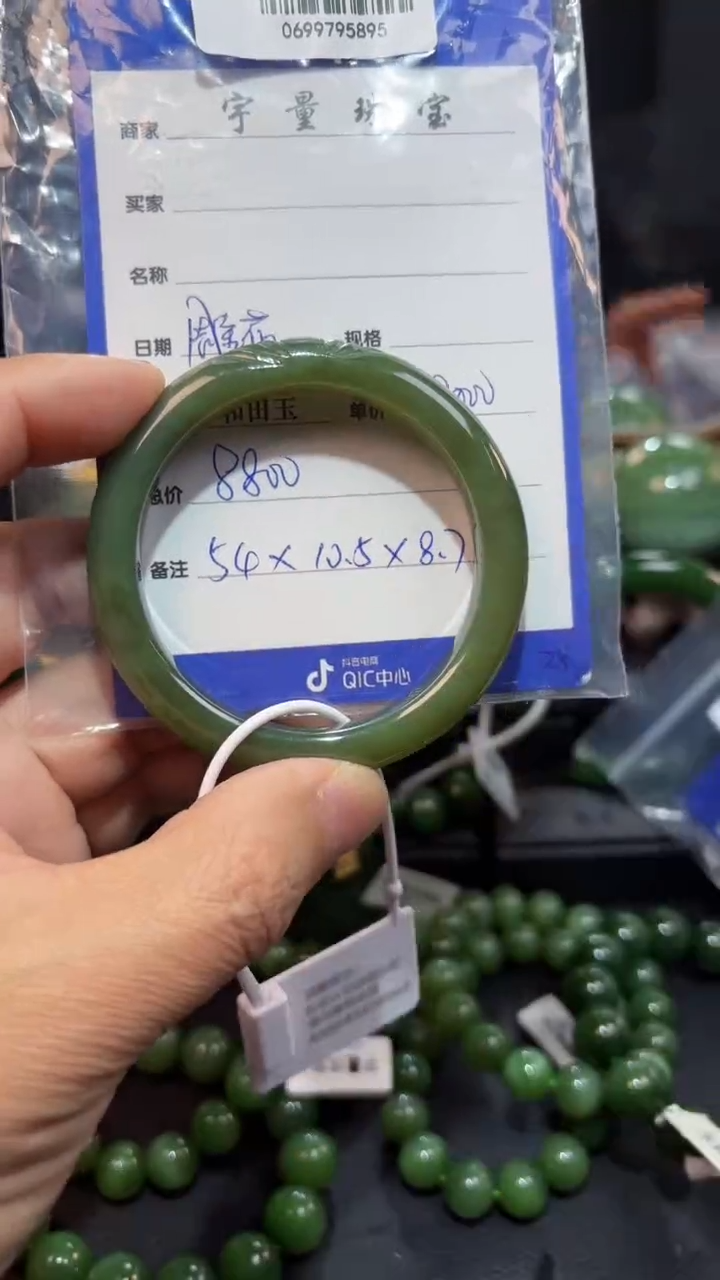 0699795895
商家 宇量珠宝
买家
名称
日期 雕花 规格
和田玉 单价
总价 8800
备注 54×10.5×8.7
抖音电商
QIC中心